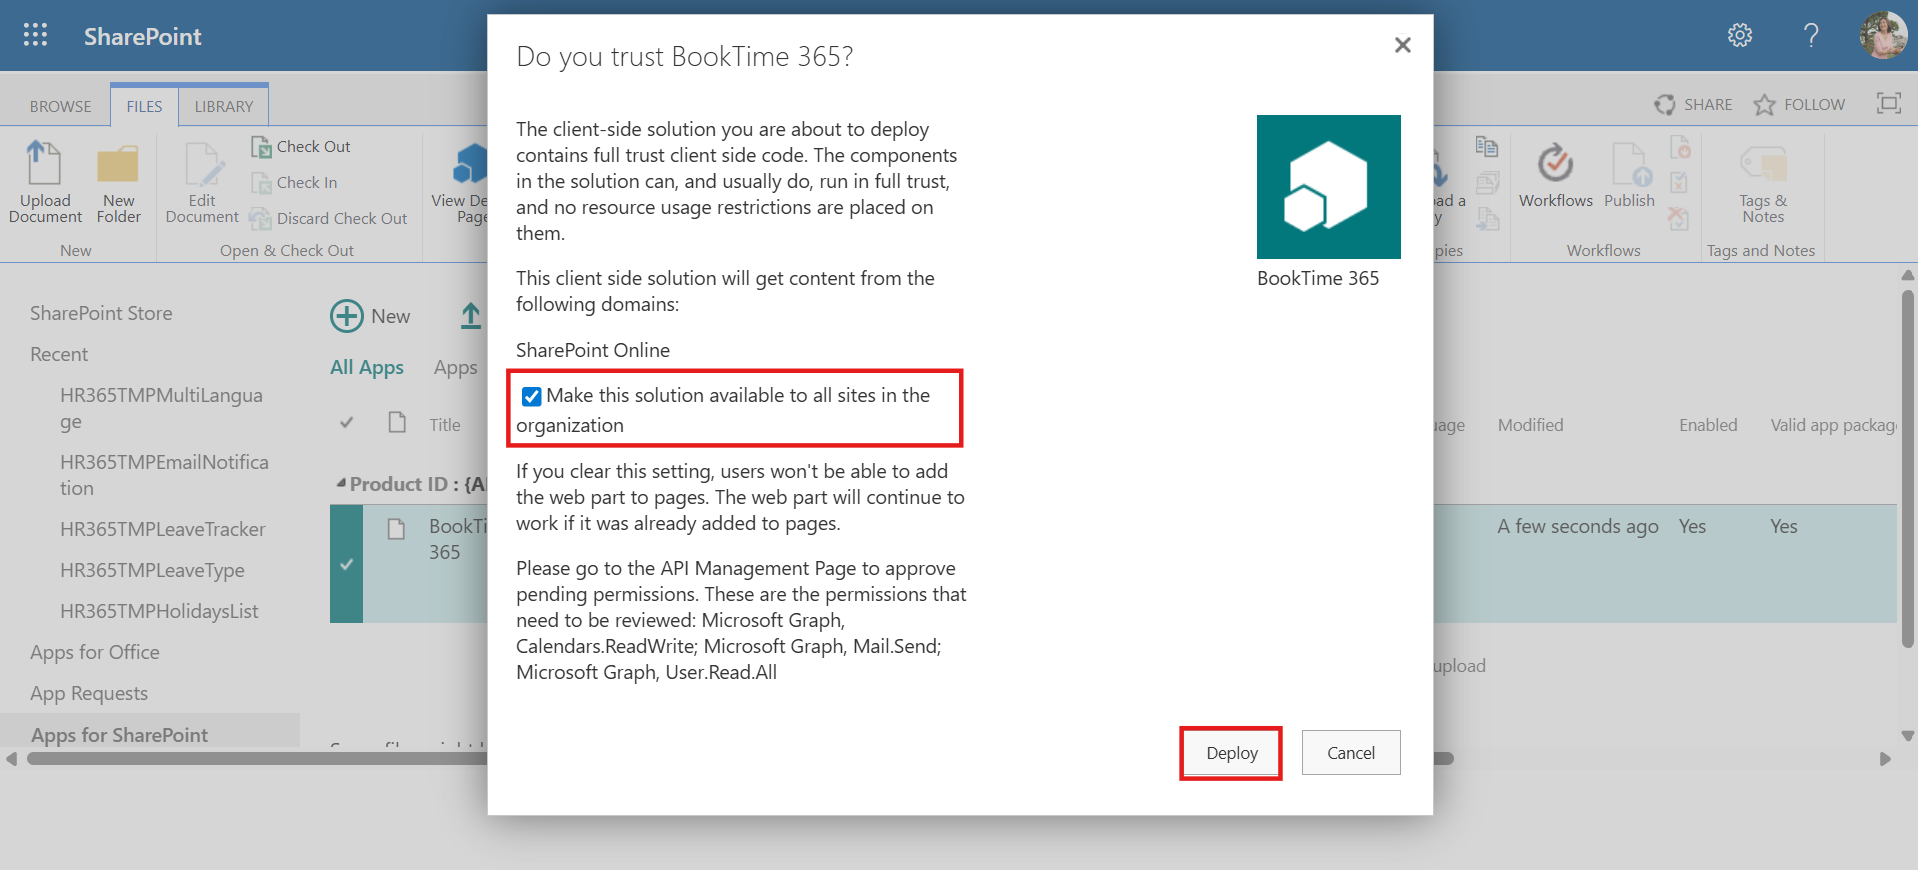 SharePoint
BROWSE
FILES
LIBRARY
SHARE
FOLLOW
Upload
Document
New
Folder
New
Edit
Document
Check Out
Check In
Discard Check Out
Open & Check Out
View De
Page
Workflows
Publish
Workflows
Tags &
Notes
Tags and Notes
SharePoint Store
Recent
HR365TMPMultiLangua
ge
HR365TMPEmailNotifica
tion
HR365TMPLeaveTracker
HR365TMPLeaveType
HR365TMPHolidaysList
Apps for Office
App Requests
Apps for SharePoint
New
All Apps
Apps
Title
Product ID : {A
BookTi
365
Do you trust BookTime 365?
The client-side solution you are about to deploy
contains full trust client side code. The components
in the solution can, and usually do, run in full trust,
and no resource usage restrictions are placed on
them.
This client side solution will get content from the
following domains:
SharePoint Online
Make this solution available to all sites in the
organization
If you clear this setting, users won't be able to add
the web part to pages. The web part will continue to
work if it was already added to pages.
Please go to the API Management Page to approve
pending permissions. These are the permissions that
need to be reviewed: Microsoft Graph,
Calendars.ReadWrite; Microsoft Graph, Mail.Send;
Microsoft Graph, User.Read.All
BookTime 365
Deploy
Cancel
ad a
y
pies
uage
Modified
Enabled
Valid app package
A few seconds ago
Yes
Yes
upload